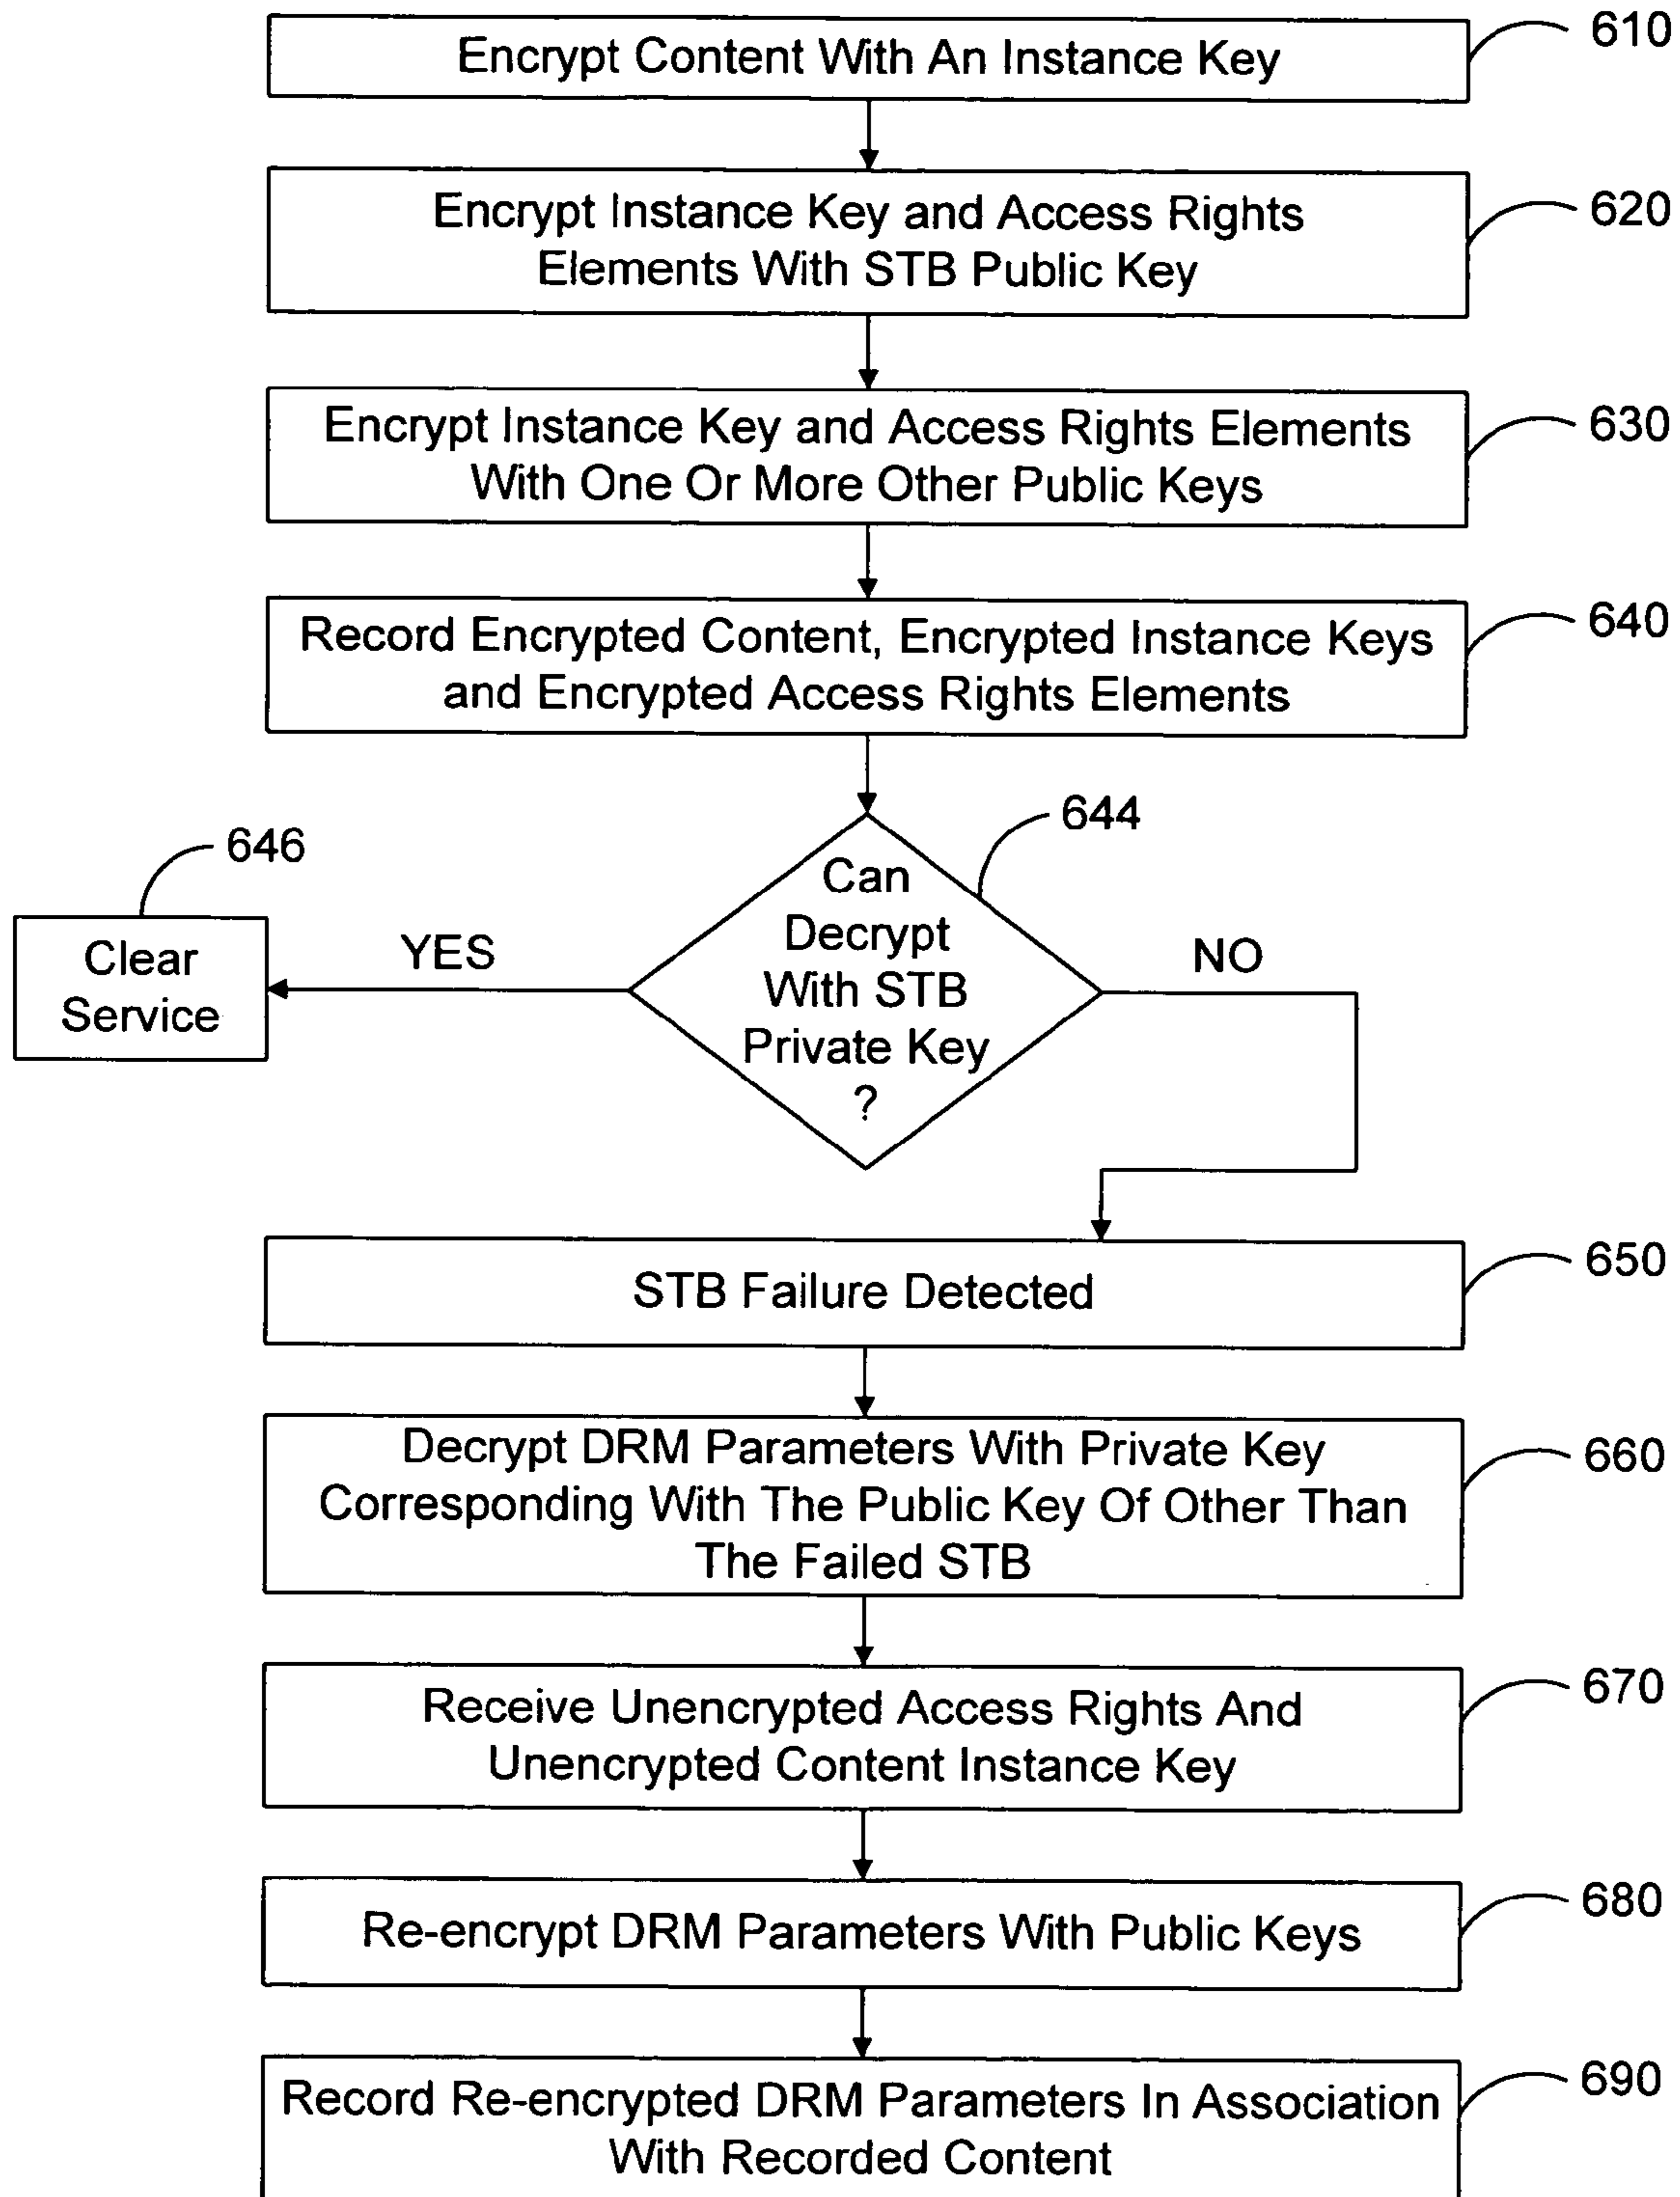 610
Encrypt Content With An Instance Key
620
Encrypt Instance Key and Access Rights
Elements With STB Public Key
630
Encrypt Instance Key and Access Rights Elements
With One Or More Other Public Keys
640
Record Encrypted Content, Encrypted Instance Keys
and Encrypted Access Rights Elements
644
646
Can
Decrypt
With STB
Private Key
?
YES
NO
Clear
Service
650
STB Failure Detected
660
Decrypt DRM Parameters With Private Key
Corresponding With The Public Key Of Other Than
The Failed STB
670
Receive Unencrypted Access Rights And
Unencrypted Content Instance Key
680
Re-encrypt DRM Parameters With Public Keys
690
Record Re-encrypted DRM Parameters In Association
With Recorded Content